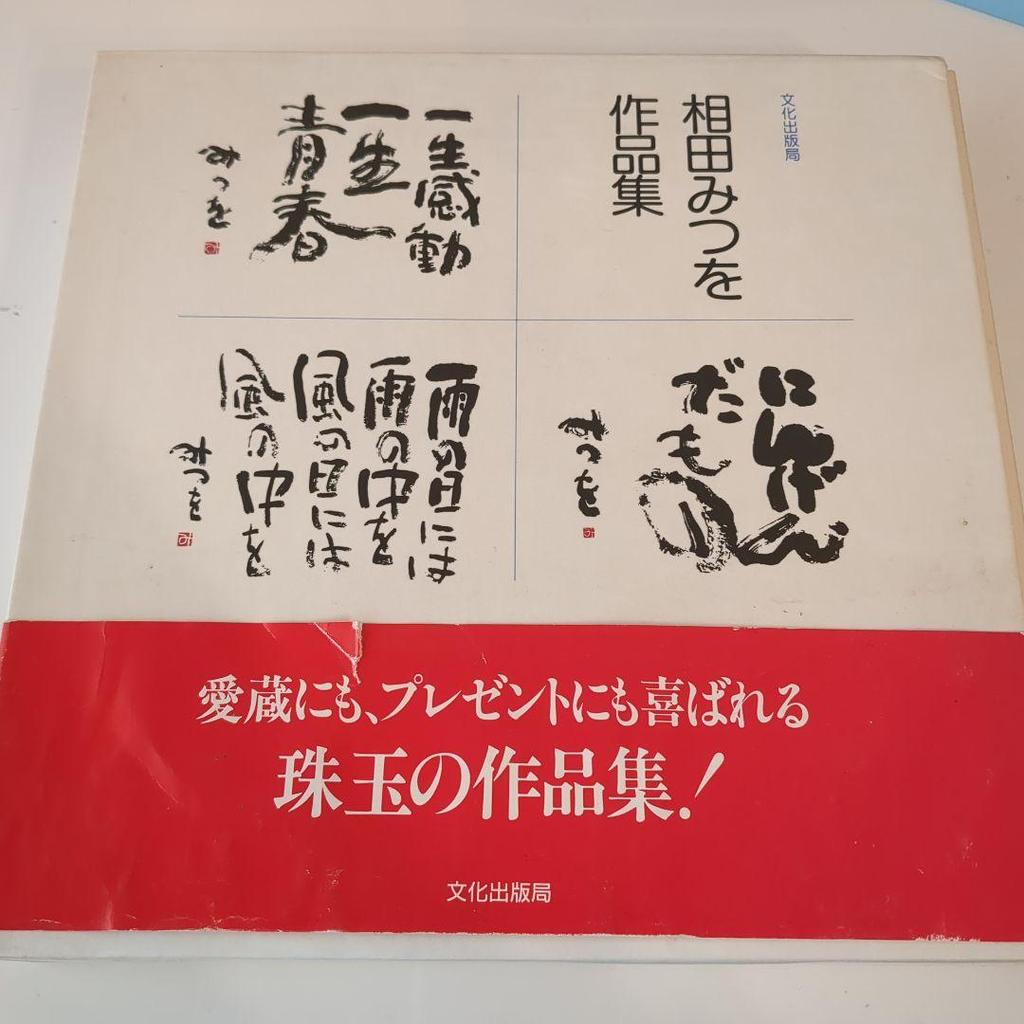 文化出版局
相田みつを
作品集
一生感動
一生
青春
みつを
にんげん
だもの
みつを
雨の日には
雨の中を
風の日には
風の中を
みつを
愛蔵にも、プレゼントにも喜ばれる
珠玉の作品集!
文化出版局